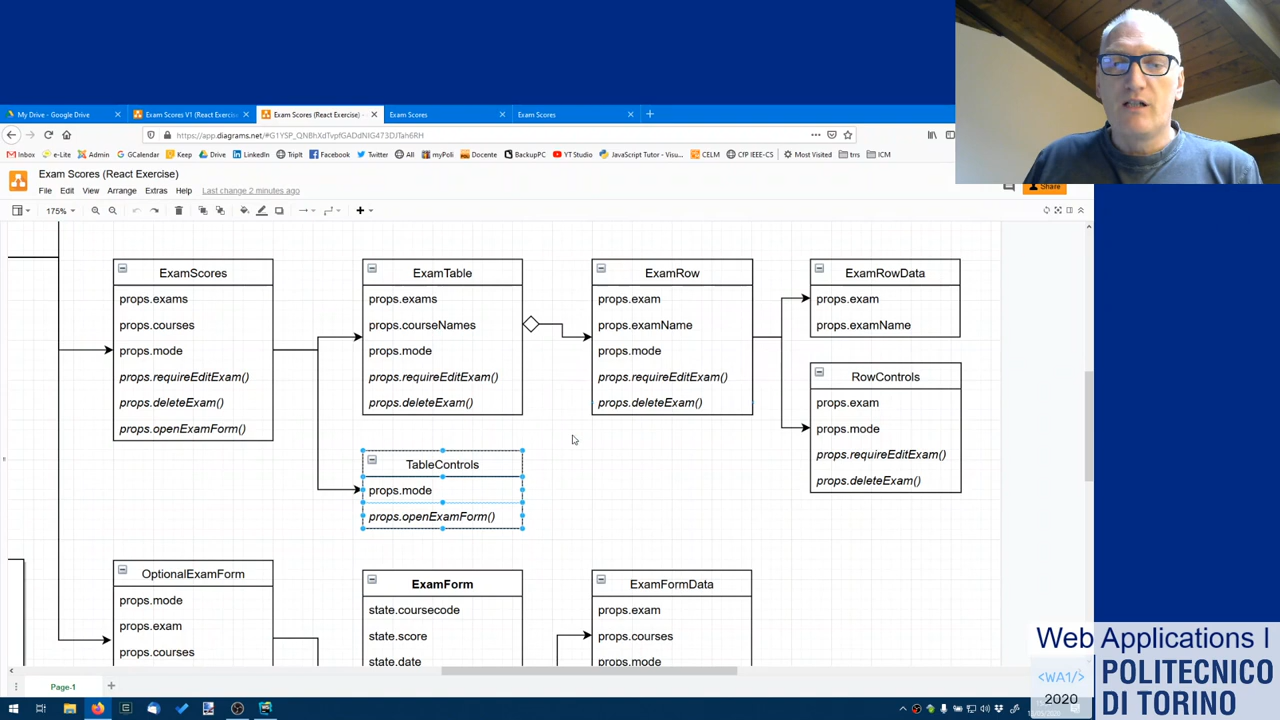 My Drive - Google Drive
Exam Scores V1 (React Exercise
Exam Scores (React Exercise) -
Exam Scores
Exam Scores
https://app.diagrams.net/#G1YSP_QNBhXdTvpfGADdNIG473DJTah6RH
Inbox e-Lite Admin GCalendar Keep Drive LinkedIn TripIt Facebook Twitter All myPoli Docente BackupPC YT Studio JavaScript Tutor - Visu... CELM CfP IEEE-CS Most Visited trrs ICM
Exam Scores (React Exercise)
File Edit View Arrange Extras Help Last change 2 minutes ago
Share
175%
ExamScores
props.exams
props.courses
props.mode
props.requireEditExam()
props.deleteExam()
props.openExamForm()
ExamTable
props.exams
props.courseNames
props.mode
props.requireEditExam()
props.deleteExam()
ExamRow
props.exam
props.examName
props.mode
props.requireEditExam()
props.deleteExam()
ExamRowData
props.exam
props.examName
RowControls
props.exam
props.mode
props.requireEditExam()
props.deleteExam()
TableControls
props.mode
props.openExamForm()
OptionalExamForm
props.mode
props.exam
props.courses
ExamForm
state.coursecode
state.score
state.date
ExamFormData
props.exam
props.courses
props.mode
Page-1
Web Applications I
<WA1/>
2020
POLITECNICO
DI TORINO